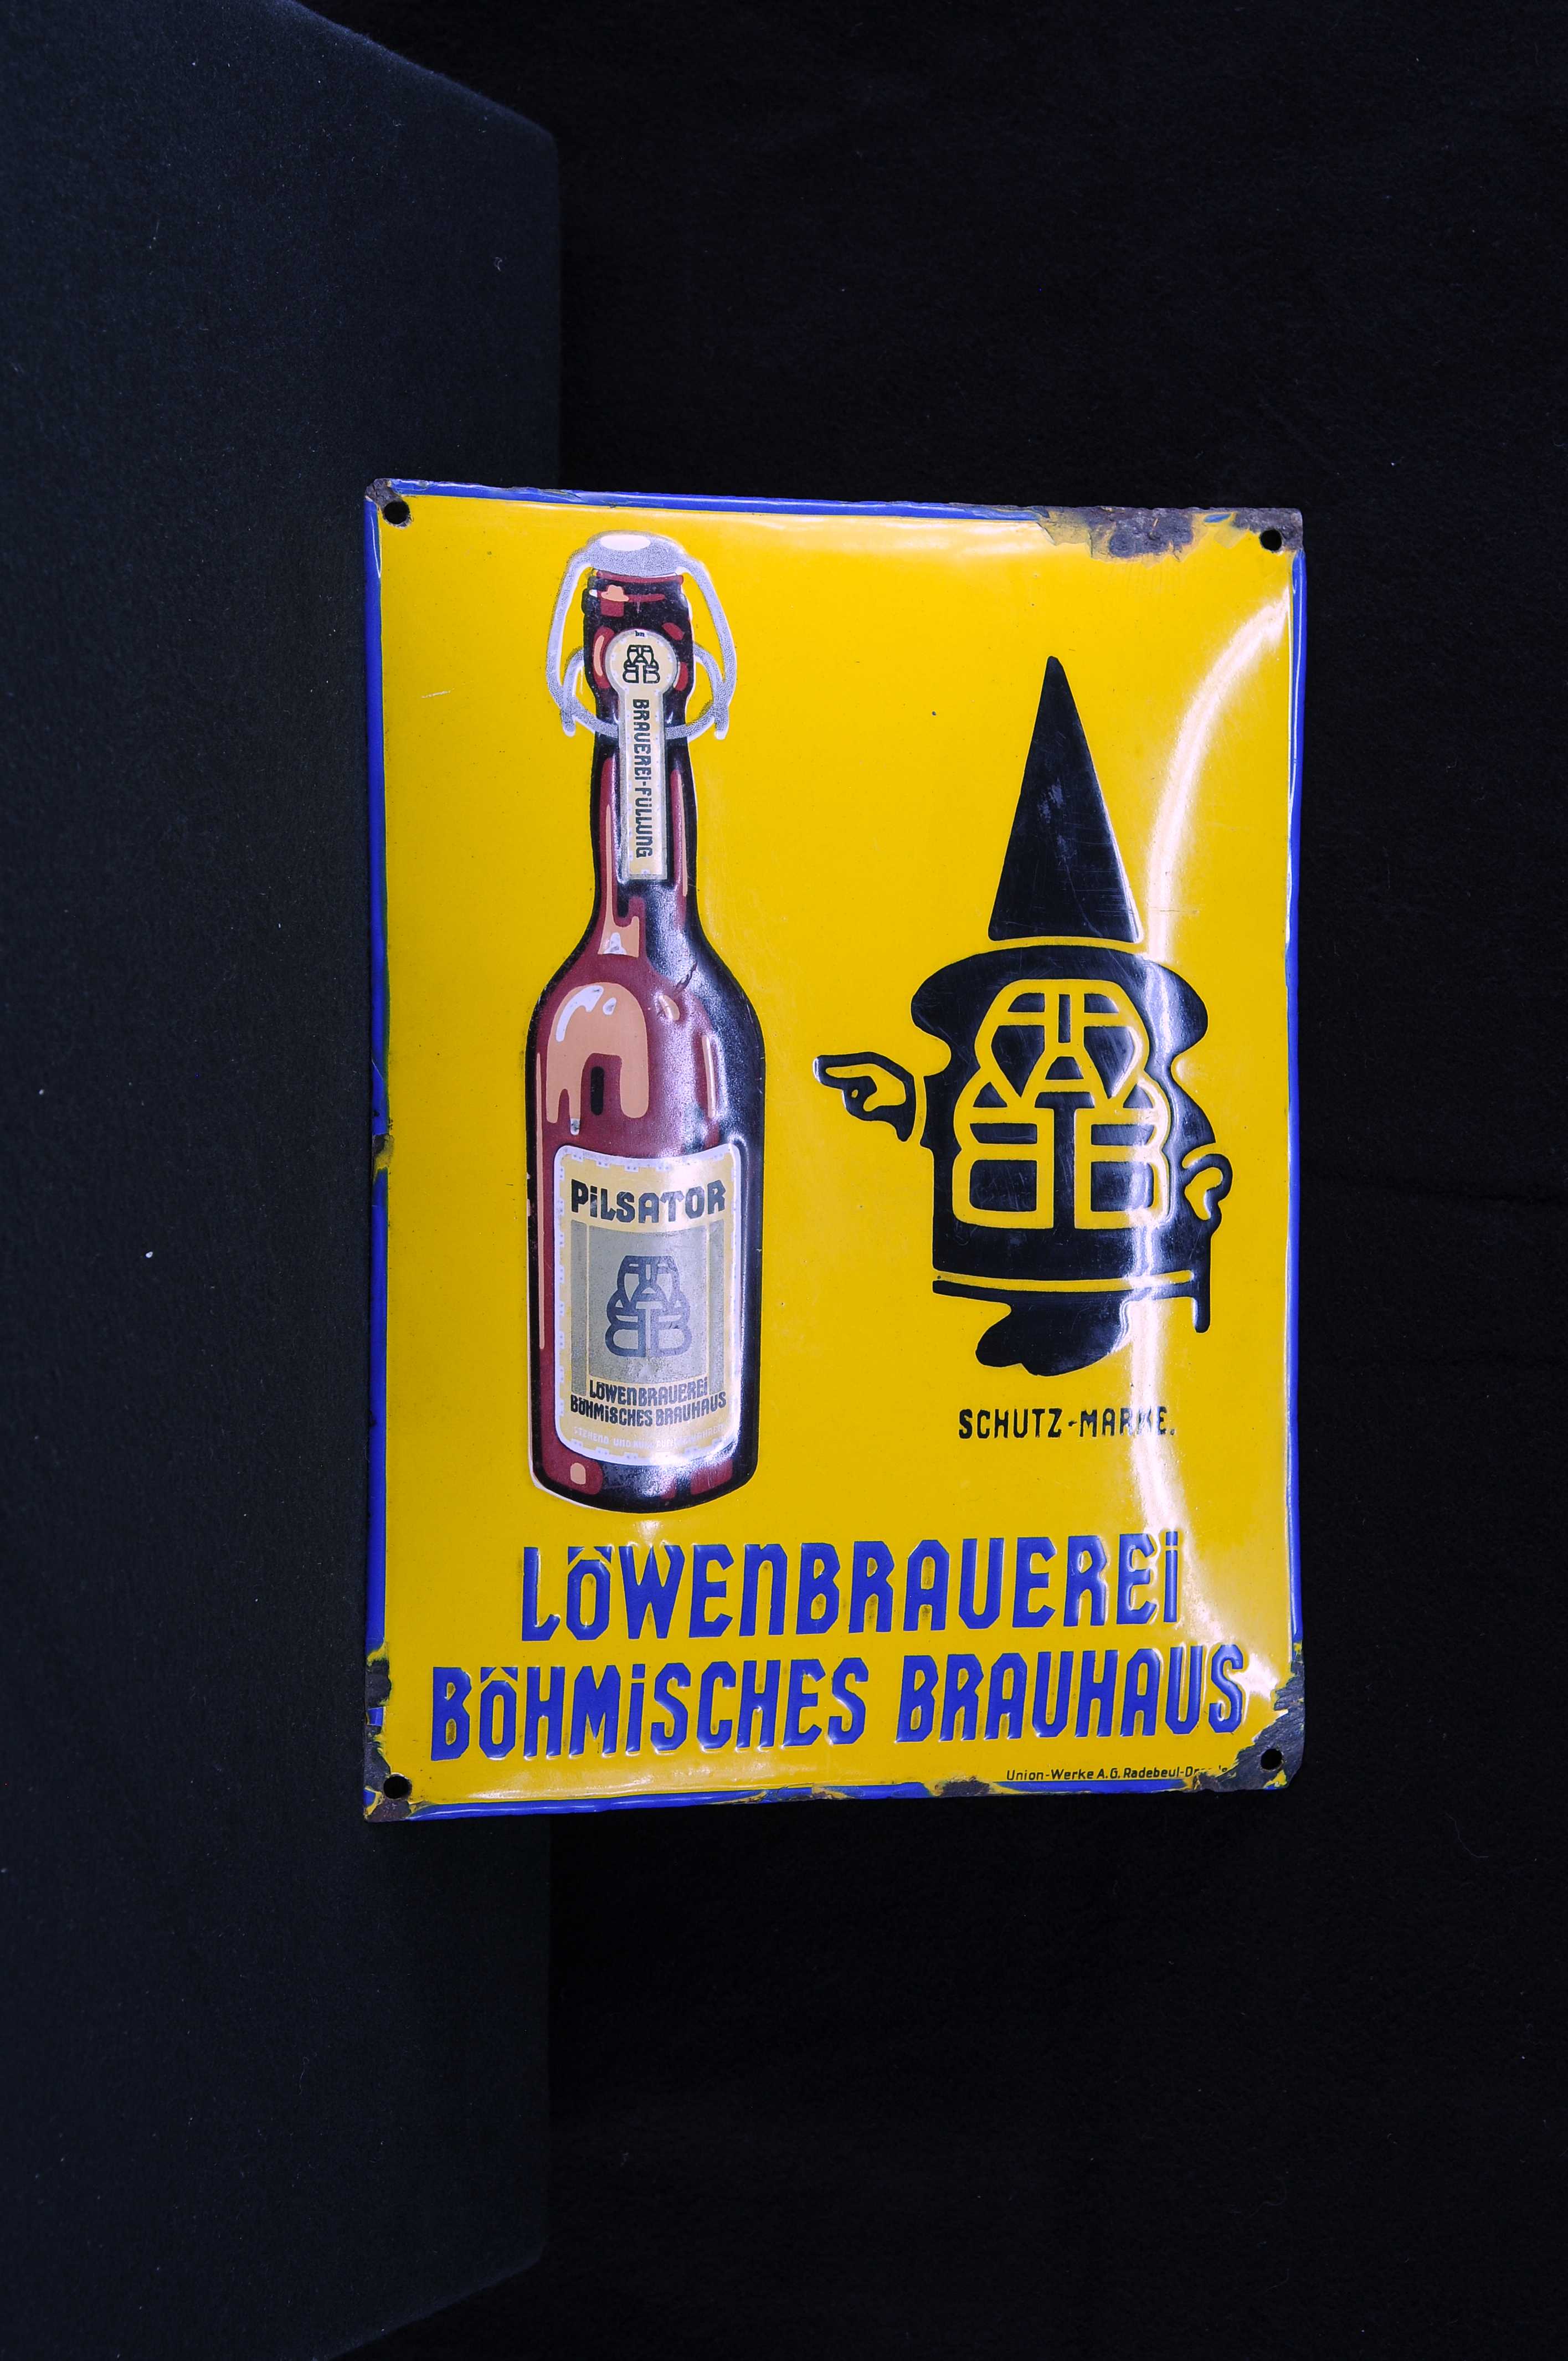 BRAUEREi-FÜLLUNG
PiLSATOR
LÖWENBRAUEREi
BÖHMiSCHES BRAUHAUS
SCHUTZ-MARKE.
LÖWENBRAUEREi
BÖHMiSCHES BRAUHAUS
Union-Werke A.G. Radebeul-